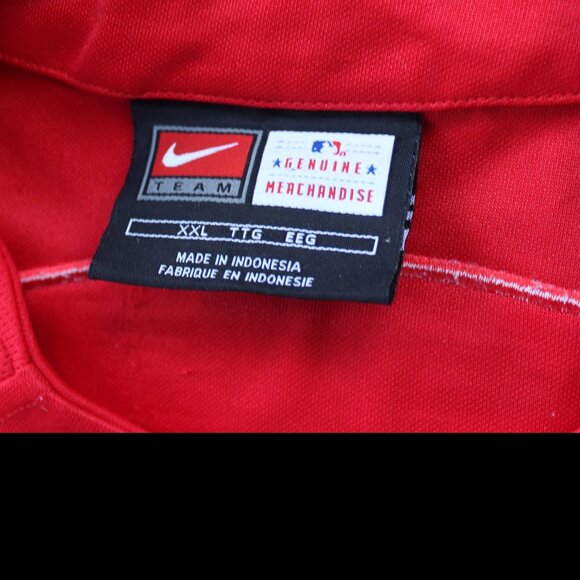 TEAM
GENUINE
MERCHANDISE
XXL TTG EEG
MADE IN INDONESIA
FABRIQUE EN INDONESIE